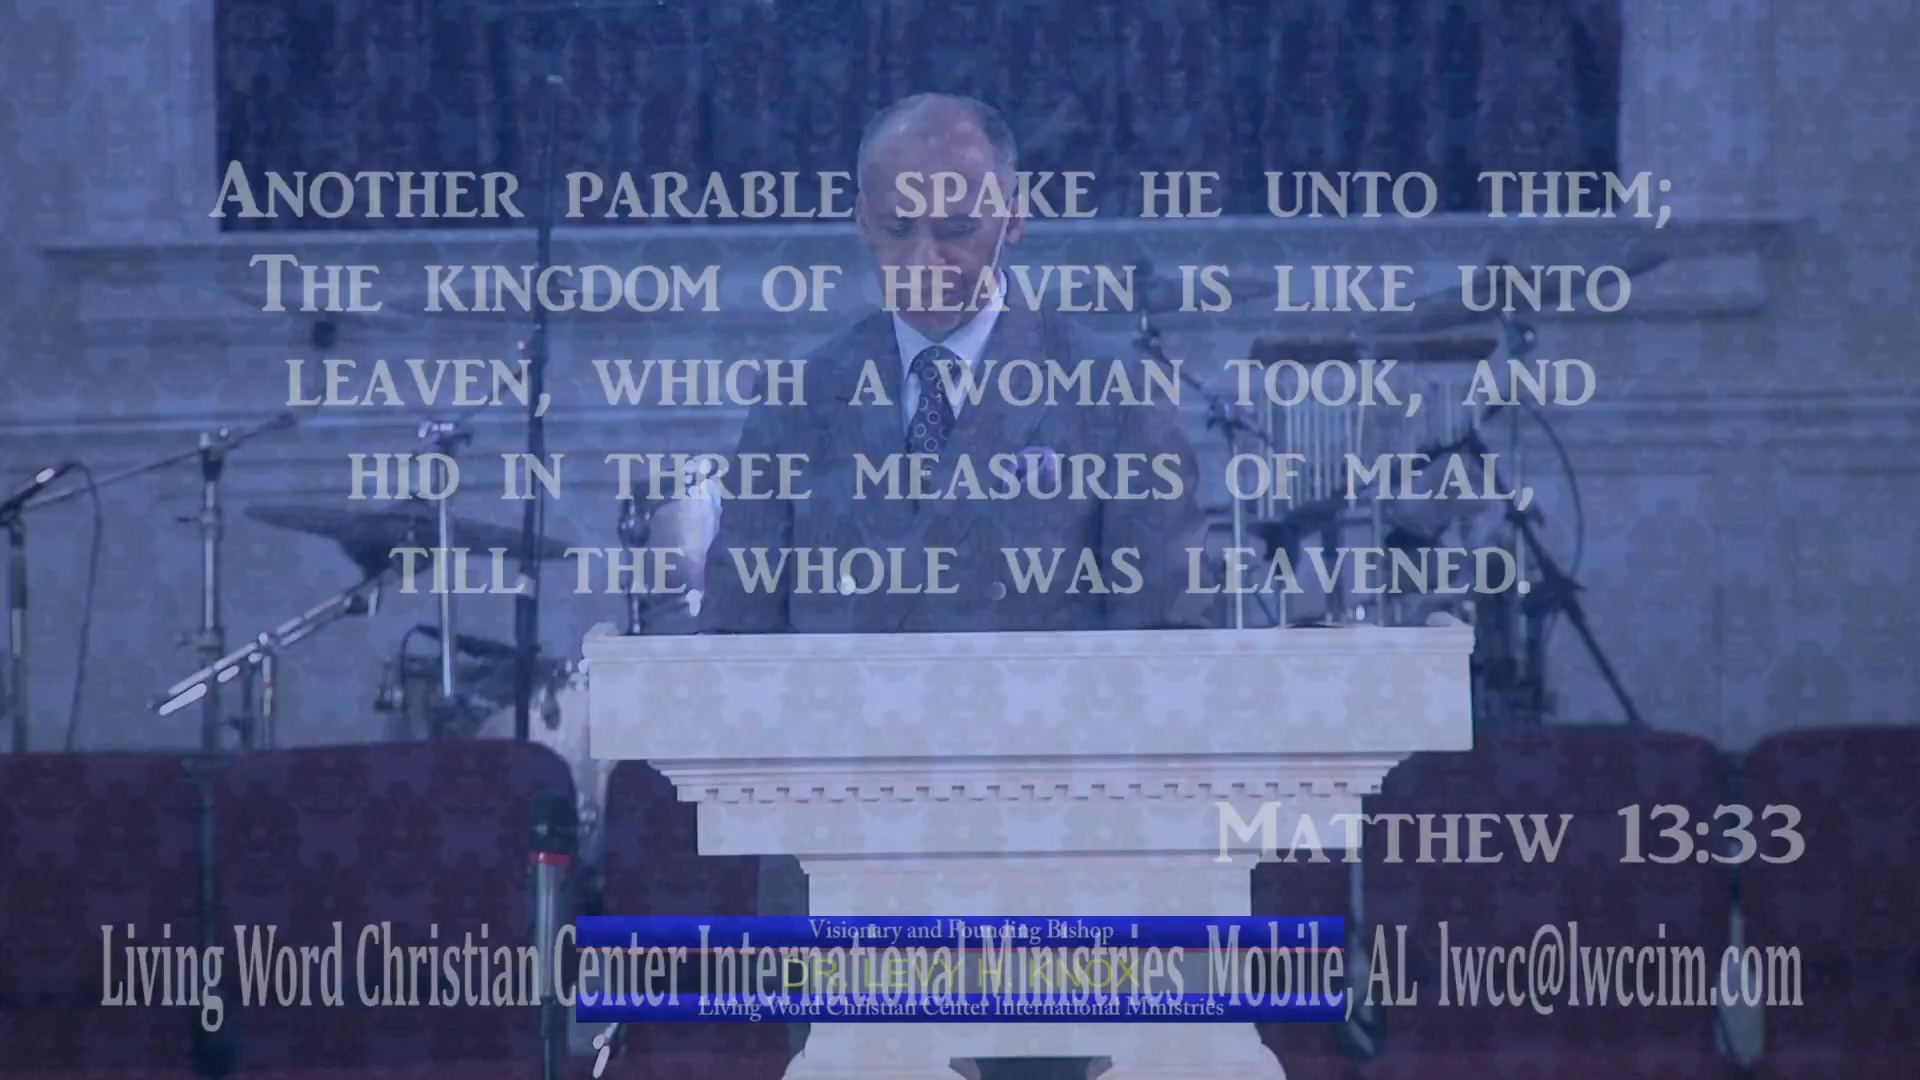 Another parable spake he unto them;
The kingdom of heaven is like unto
leaven, which a woman took, and
hid in three measures of meal,
till the whole was leavened.
Matthew 13:33
Living Word Christian Center International Ministries Mobile, AL lwcc@lwccim.com
Visionary and Founding Bishop
DR. LEVY H. KNOX
Living Word Christian Center International Ministries